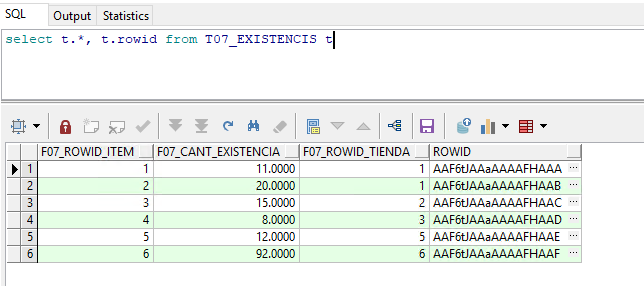 SQL Output Statistics
select t.*, t.rowid from T07_EXISTENCIS t
F07_ROWID_ITEM F07_CANT_EXISTENCIA F07_ROWID_TIENDA ROWID
1 1 11.0000 1 AAF6tJAAaAAAAFHAAA ...
2 2 20.0000 1 AAF6tJAAaAAAAFHAAB ...
3 3 15.0000 2 AAF6tJAAaAAAAFHAAC ...
4 4 8.0000 3 AAF6tJAAaAAAAFHAAD ...
5 5 12.0000 5 AAF6tJAAaAAAAFHAAE ...
6 6 92.0000 6 AAF6tJAAaAAAAFHAAF ...